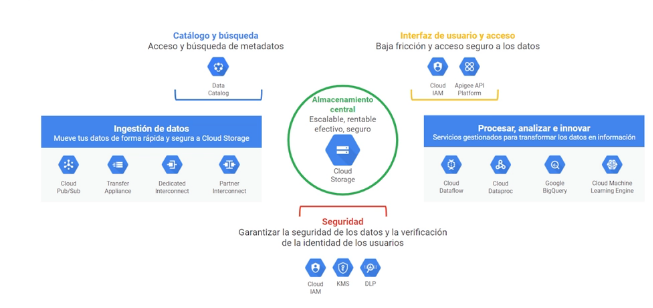 Catálogo y búsqueda
Acceso y búsqueda de metadatos
Data
Catalog
Interfaz de usuario y acceso
Baja fricción y acceso seguro a los datos
Cloud
IAM
Apigee API
Platform
Almacenamiento
central
Escalable, rentable
efectivo, seguro
Cloud
Storage
Ingestión de datos
Mueve tus datos de forma rápida y segura a Cloud Storage
Cloud
Pub/Sub
Transfer
Appliance
Dedicated
Interconnect
Partner
Interconnect
Procesar, analizar e innovar
Servicios gestionados para transformar los datos en información
Cloud
Dataflow
Cloud
Dataproc
Google
BigQuery
Cloud Machine
Learning Engine
Seguridad
Garantizar la seguridad de los datos y la verificación
de la identidad de los usuarios
Cloud
IAM
KMS
DLP